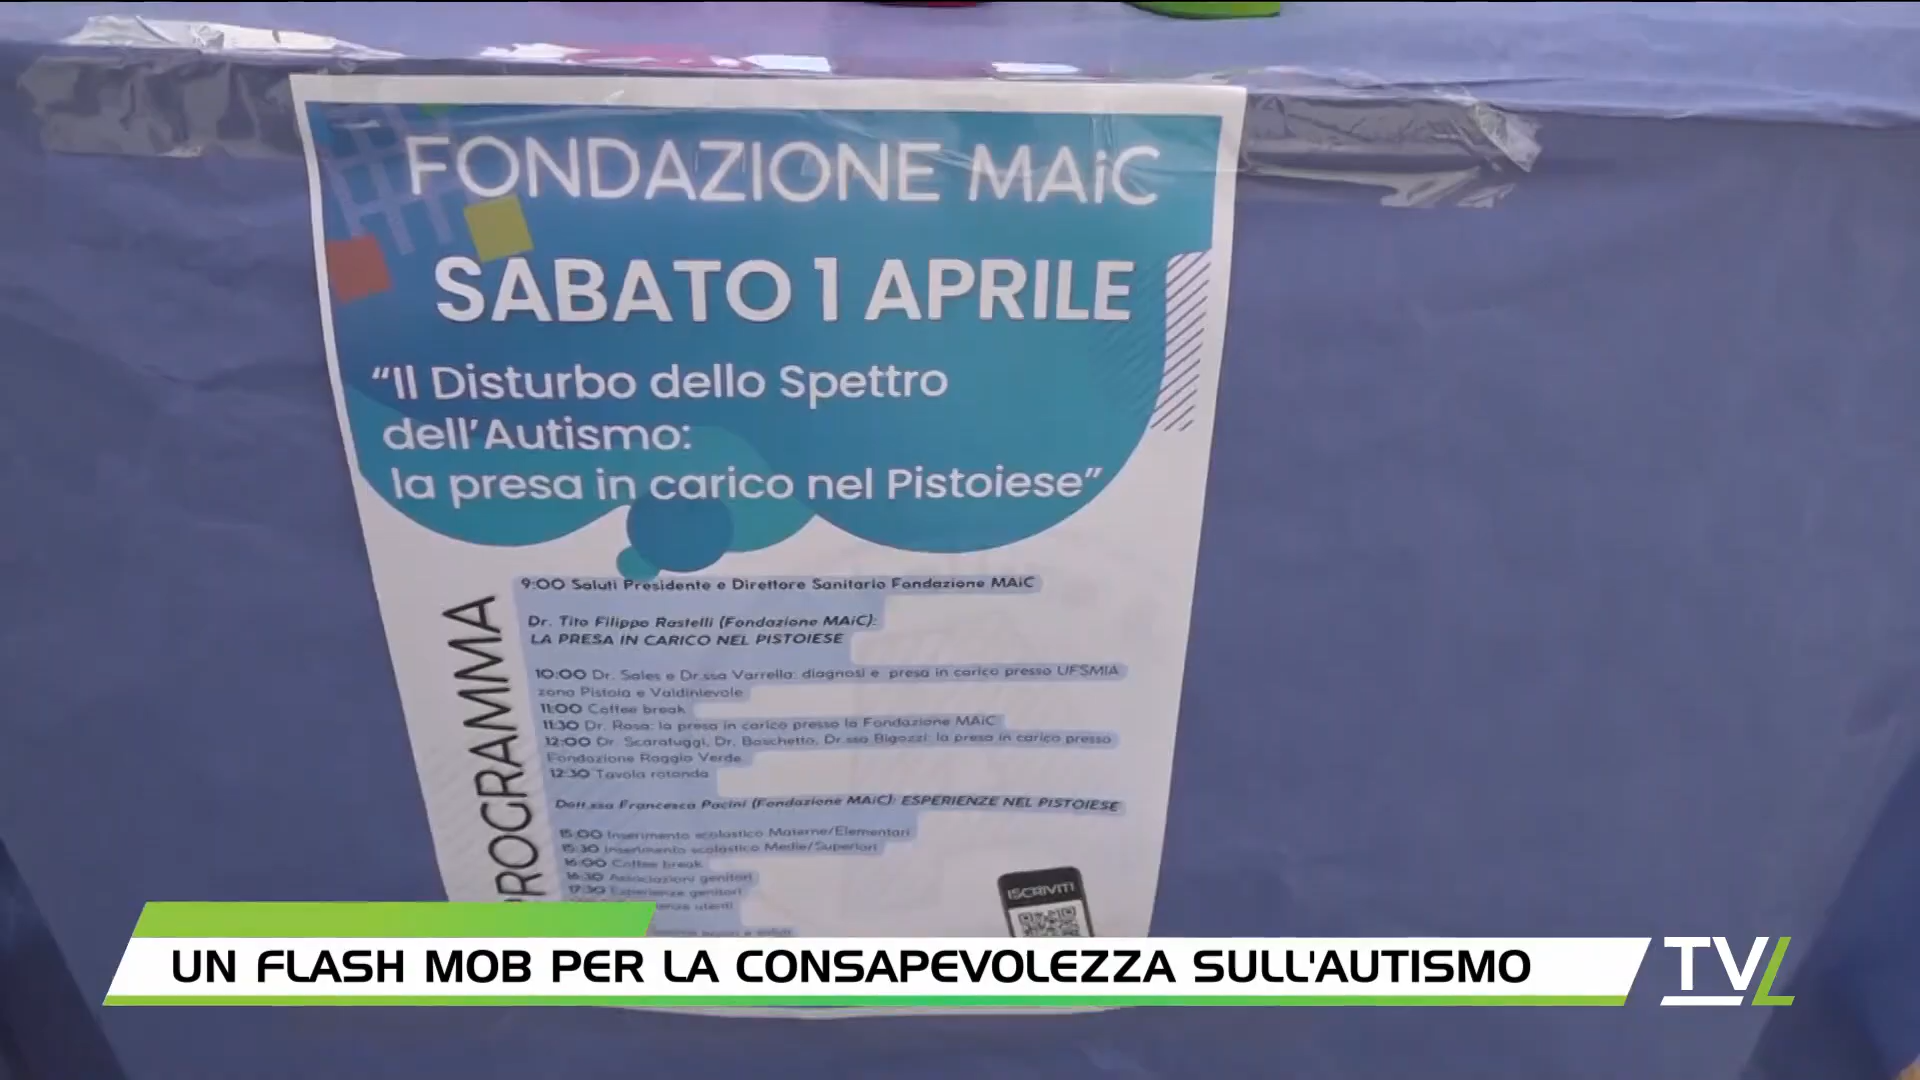 FONDAZIONE MAiC
SABATO 1 APRILE
“Il Disturbo dello Spettro
dell’Autismo:
la presa in carico nel Pistoiese”
PROGRAMMA
9:00 Saluti Presidente e Direttore Sanitario Fondazione MAiC
Dr. Tito Filippo Rastelli (Fondazione MAiC):
LA PRESA IN CARICO NEL PISTOIESE
10:00 Dr. Sales e Dr.ssa Varrella: diagnosi e presa in carico presso UFSMIA
zona Pistoia e Valdinievole
11:00 Coffee break
11:30 Dr. Rosa: la presa in carico presso la Fondazione MAiC
12:00 Dr. Scarafuggi, Dr. Boschetto, Dr.ssa Bigozzi: la presa in carico presso
Fondazione Raggio Verde
12:30 Tavola rotonda
Dott.ssa Francesca Pacini (Fondazione MAiC): ESPERIENZE NEL PISTOIESE
15:00 Inserimento scolastico Materne/Elementari
15:30 Inserimento scolastico Medie/Superiori
16:00 Coffee break
16:30 Associazioni genitori
17:30 Esperienze genitori
utenti
ISCRIVITI
UN FLASH MOB PER LA CONSAPEVOLEZZA SULL'AUTISMO
TVL